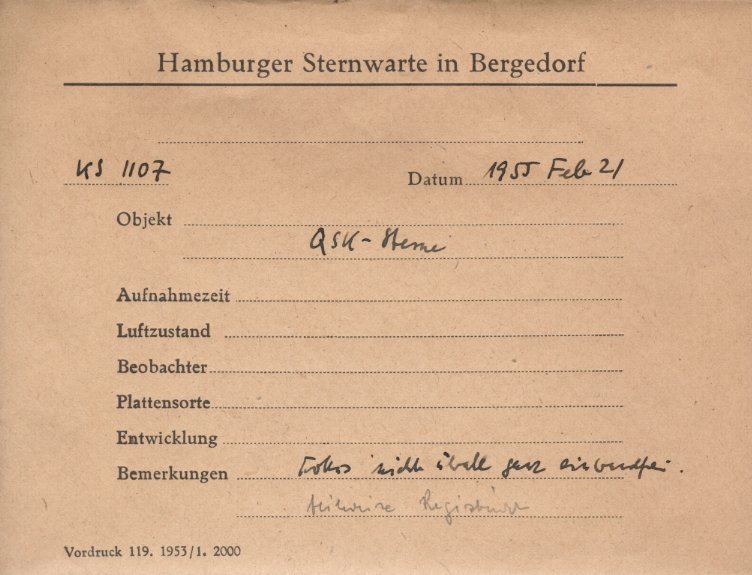 Hamburger Sternwarte in Bergedorf
KS 1107
Datum 1955 Feb 21
Objekt
QSK-Sterne
Aufnahmezeit
Luftzustand
Beobachter
Plattensorte
Entwicklung
Bemerkungen Fokus nicht überall ganz einwandfrei.
teilweise
Vordruck 119. 1953/1. 2000